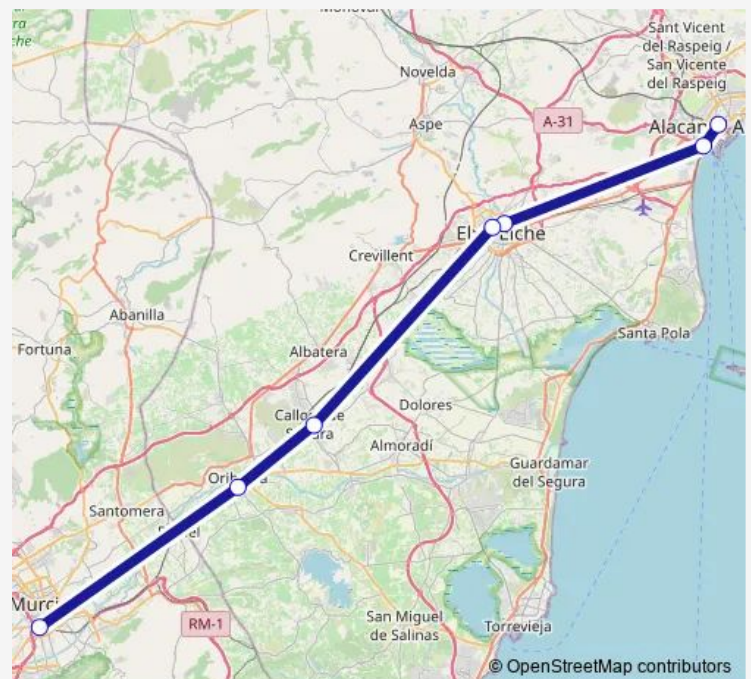 Sant Vicent
del Raspeig /
San Vicente
del Raspeig
Novelda
A-31
Aspe
Crevillent
Abanilla
Fortuna
Santa Pola
Albatera
Dolores
Almoradí
Guardamar
del Segura
Santomera
RM-1
San Miguel
de Salinas
Torrevieja
© OpenStreetMap contributors